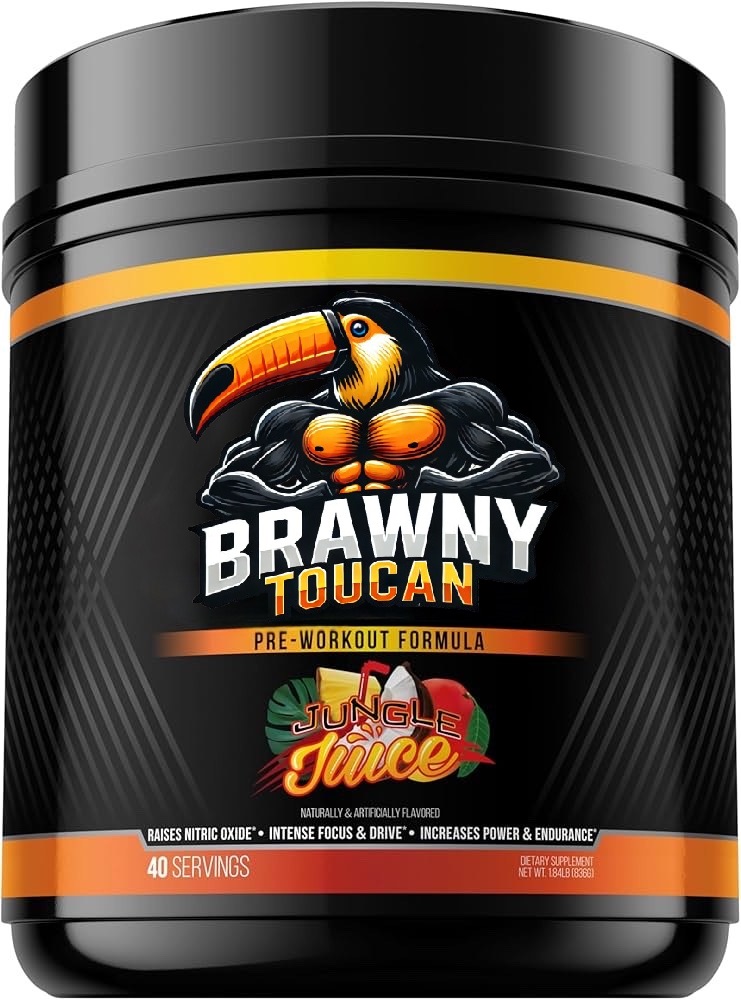 BRAWNY
TOUCAN
PRE-WORKOUT FORMULA
JUNGLE
Juice
NATURALLY & ARTIFICIALLY FLAVORED
RAISES NITRIC OXIDE* • INTENSE FOCUS & DRIVE* • INCREASES POWER & ENDURANCE*
40 SERVINGS
DIETARY SUPPLEMENT
NET WT. 1.84LB (836G)